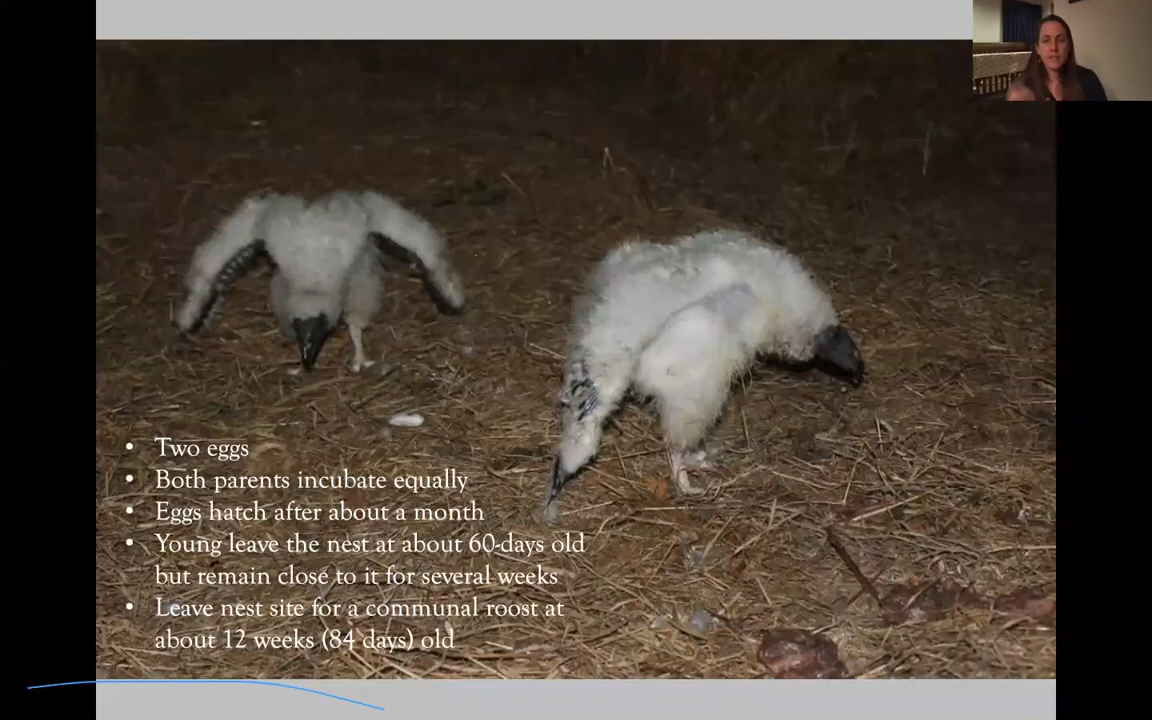 • Two eggs
• Both parents incubate equally
• Eggs hatch after about a month
• Young leave the nest at about 60-days old
but remain close to it for several weeks
• Leave nest site for a communal roost at
about 12 weeks (84 days) old